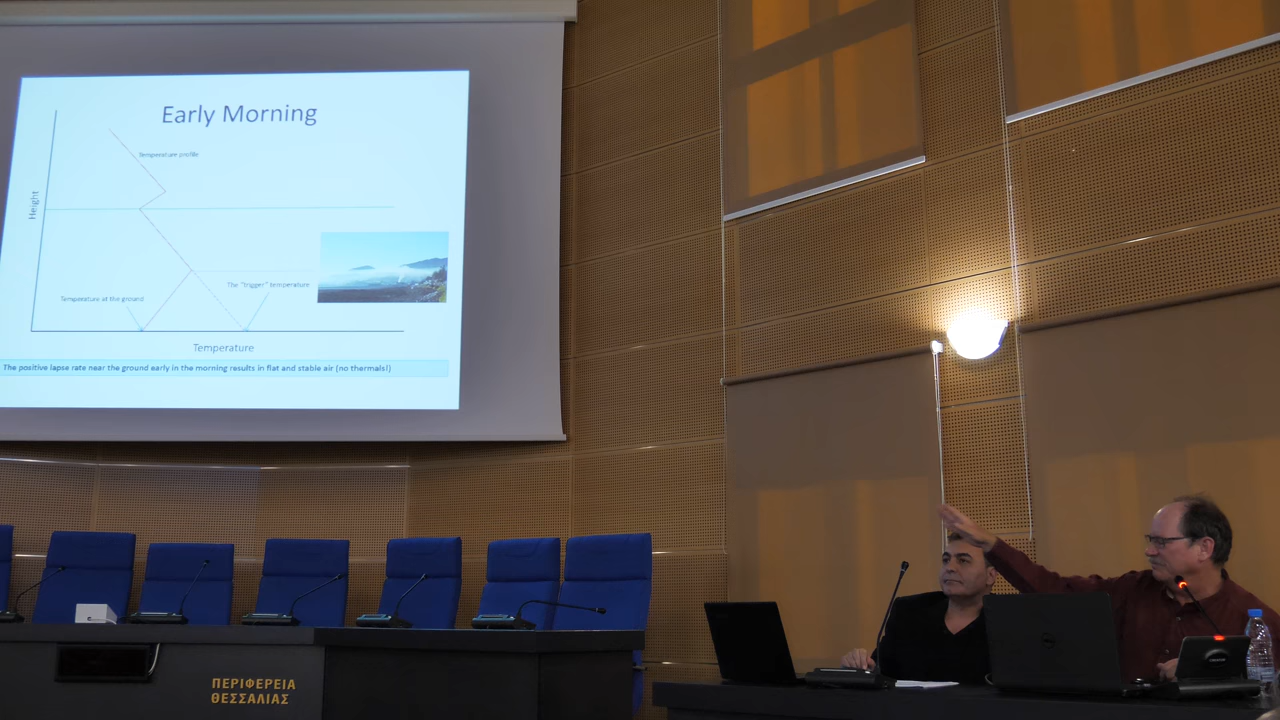 Early Morning
Temperature profile
Height
The "trigger" temperature
Temperature at the ground
Temperature
The positive lapse rate near the ground early in the morning results in flat and stable air (no thermals!)
ΠΕΡΙΦΕΡΕΙΑ
ΘΕΣΣΑΛΙΑΣ